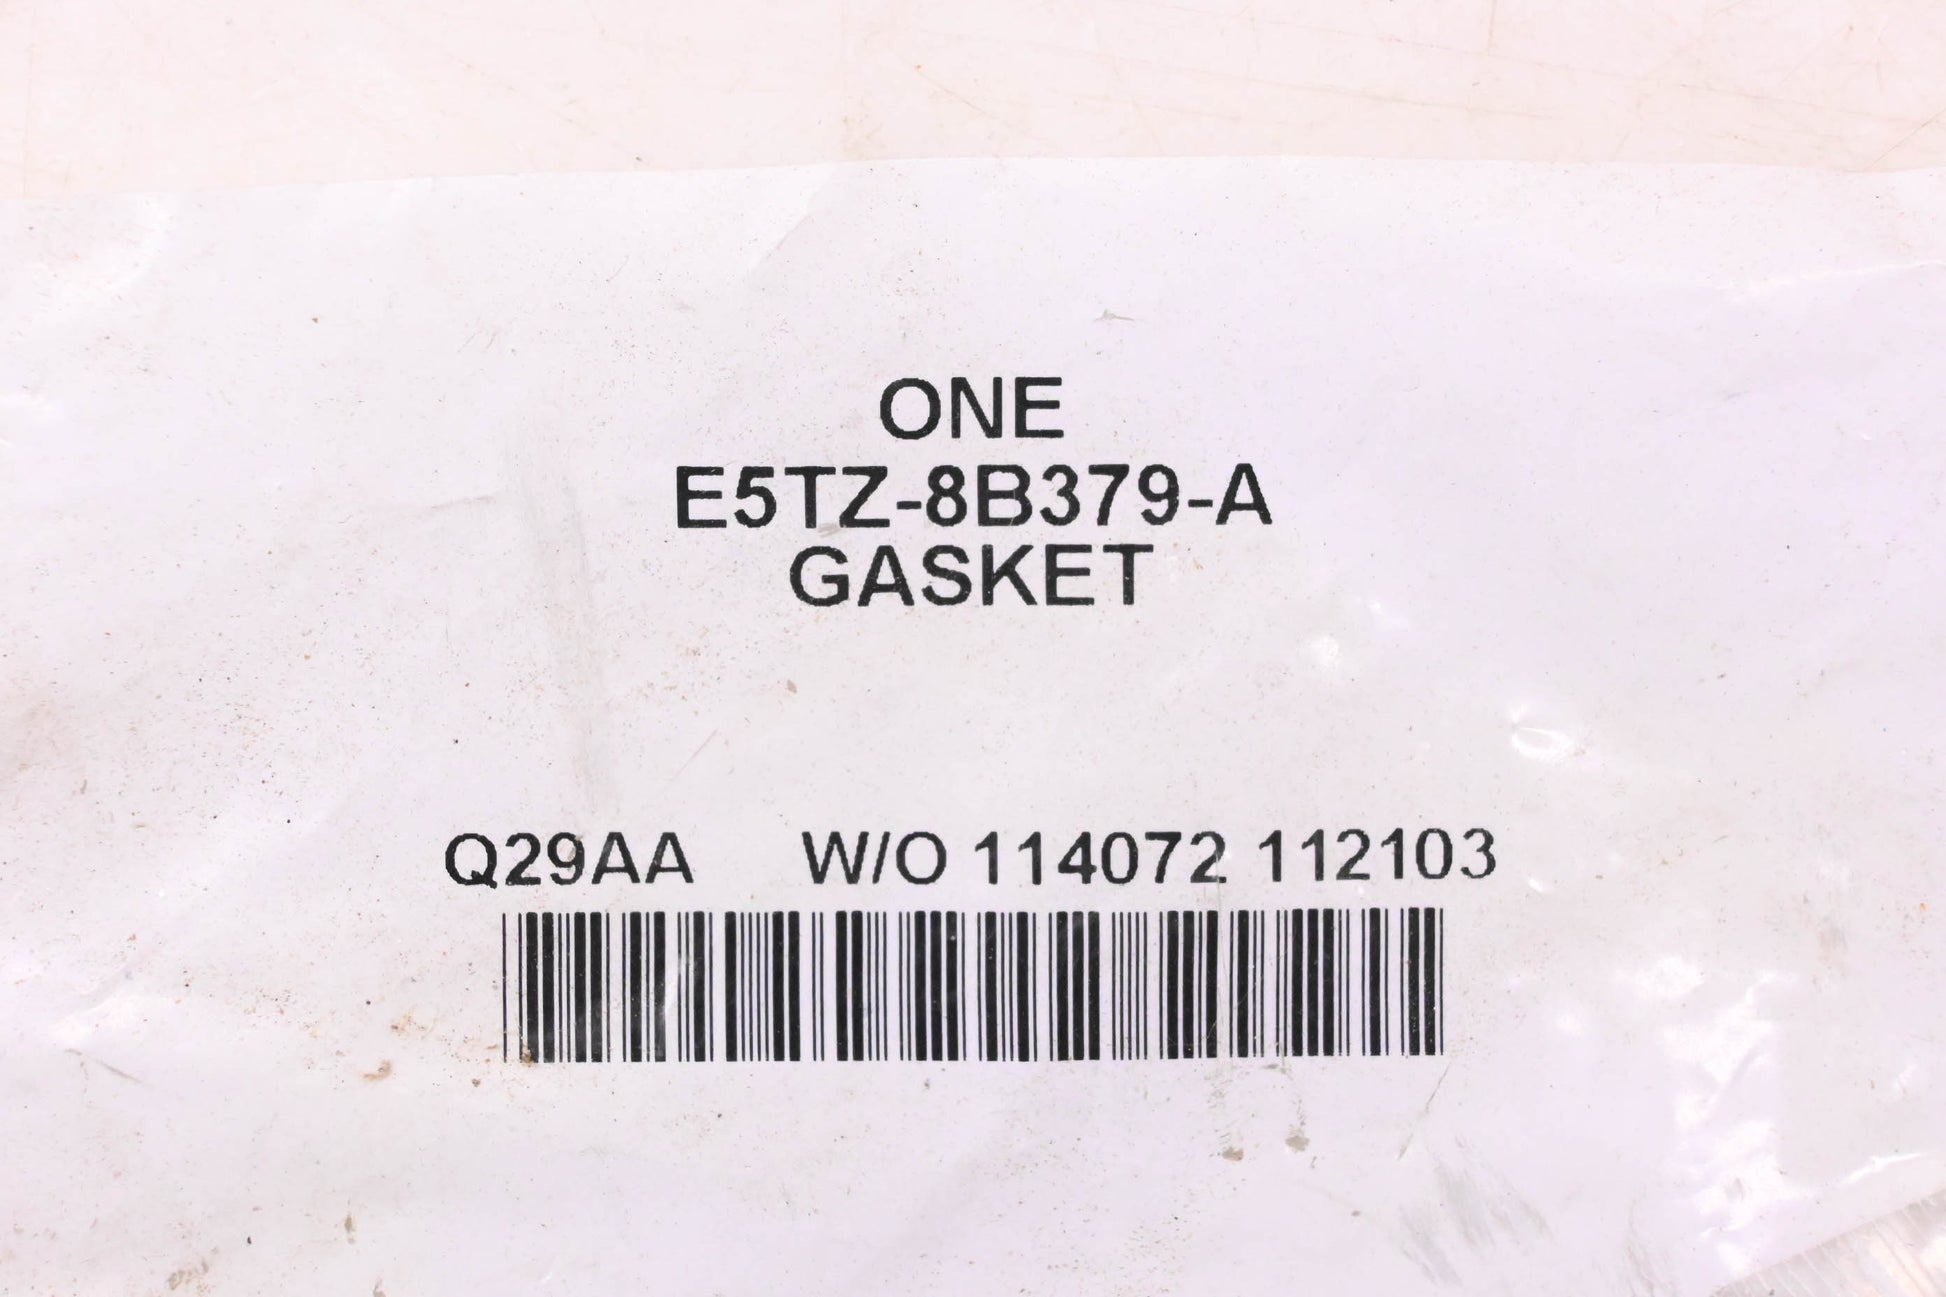 ONE
E5TZ-8B379-A
GASKET
Q29AA W/O 114072 112103